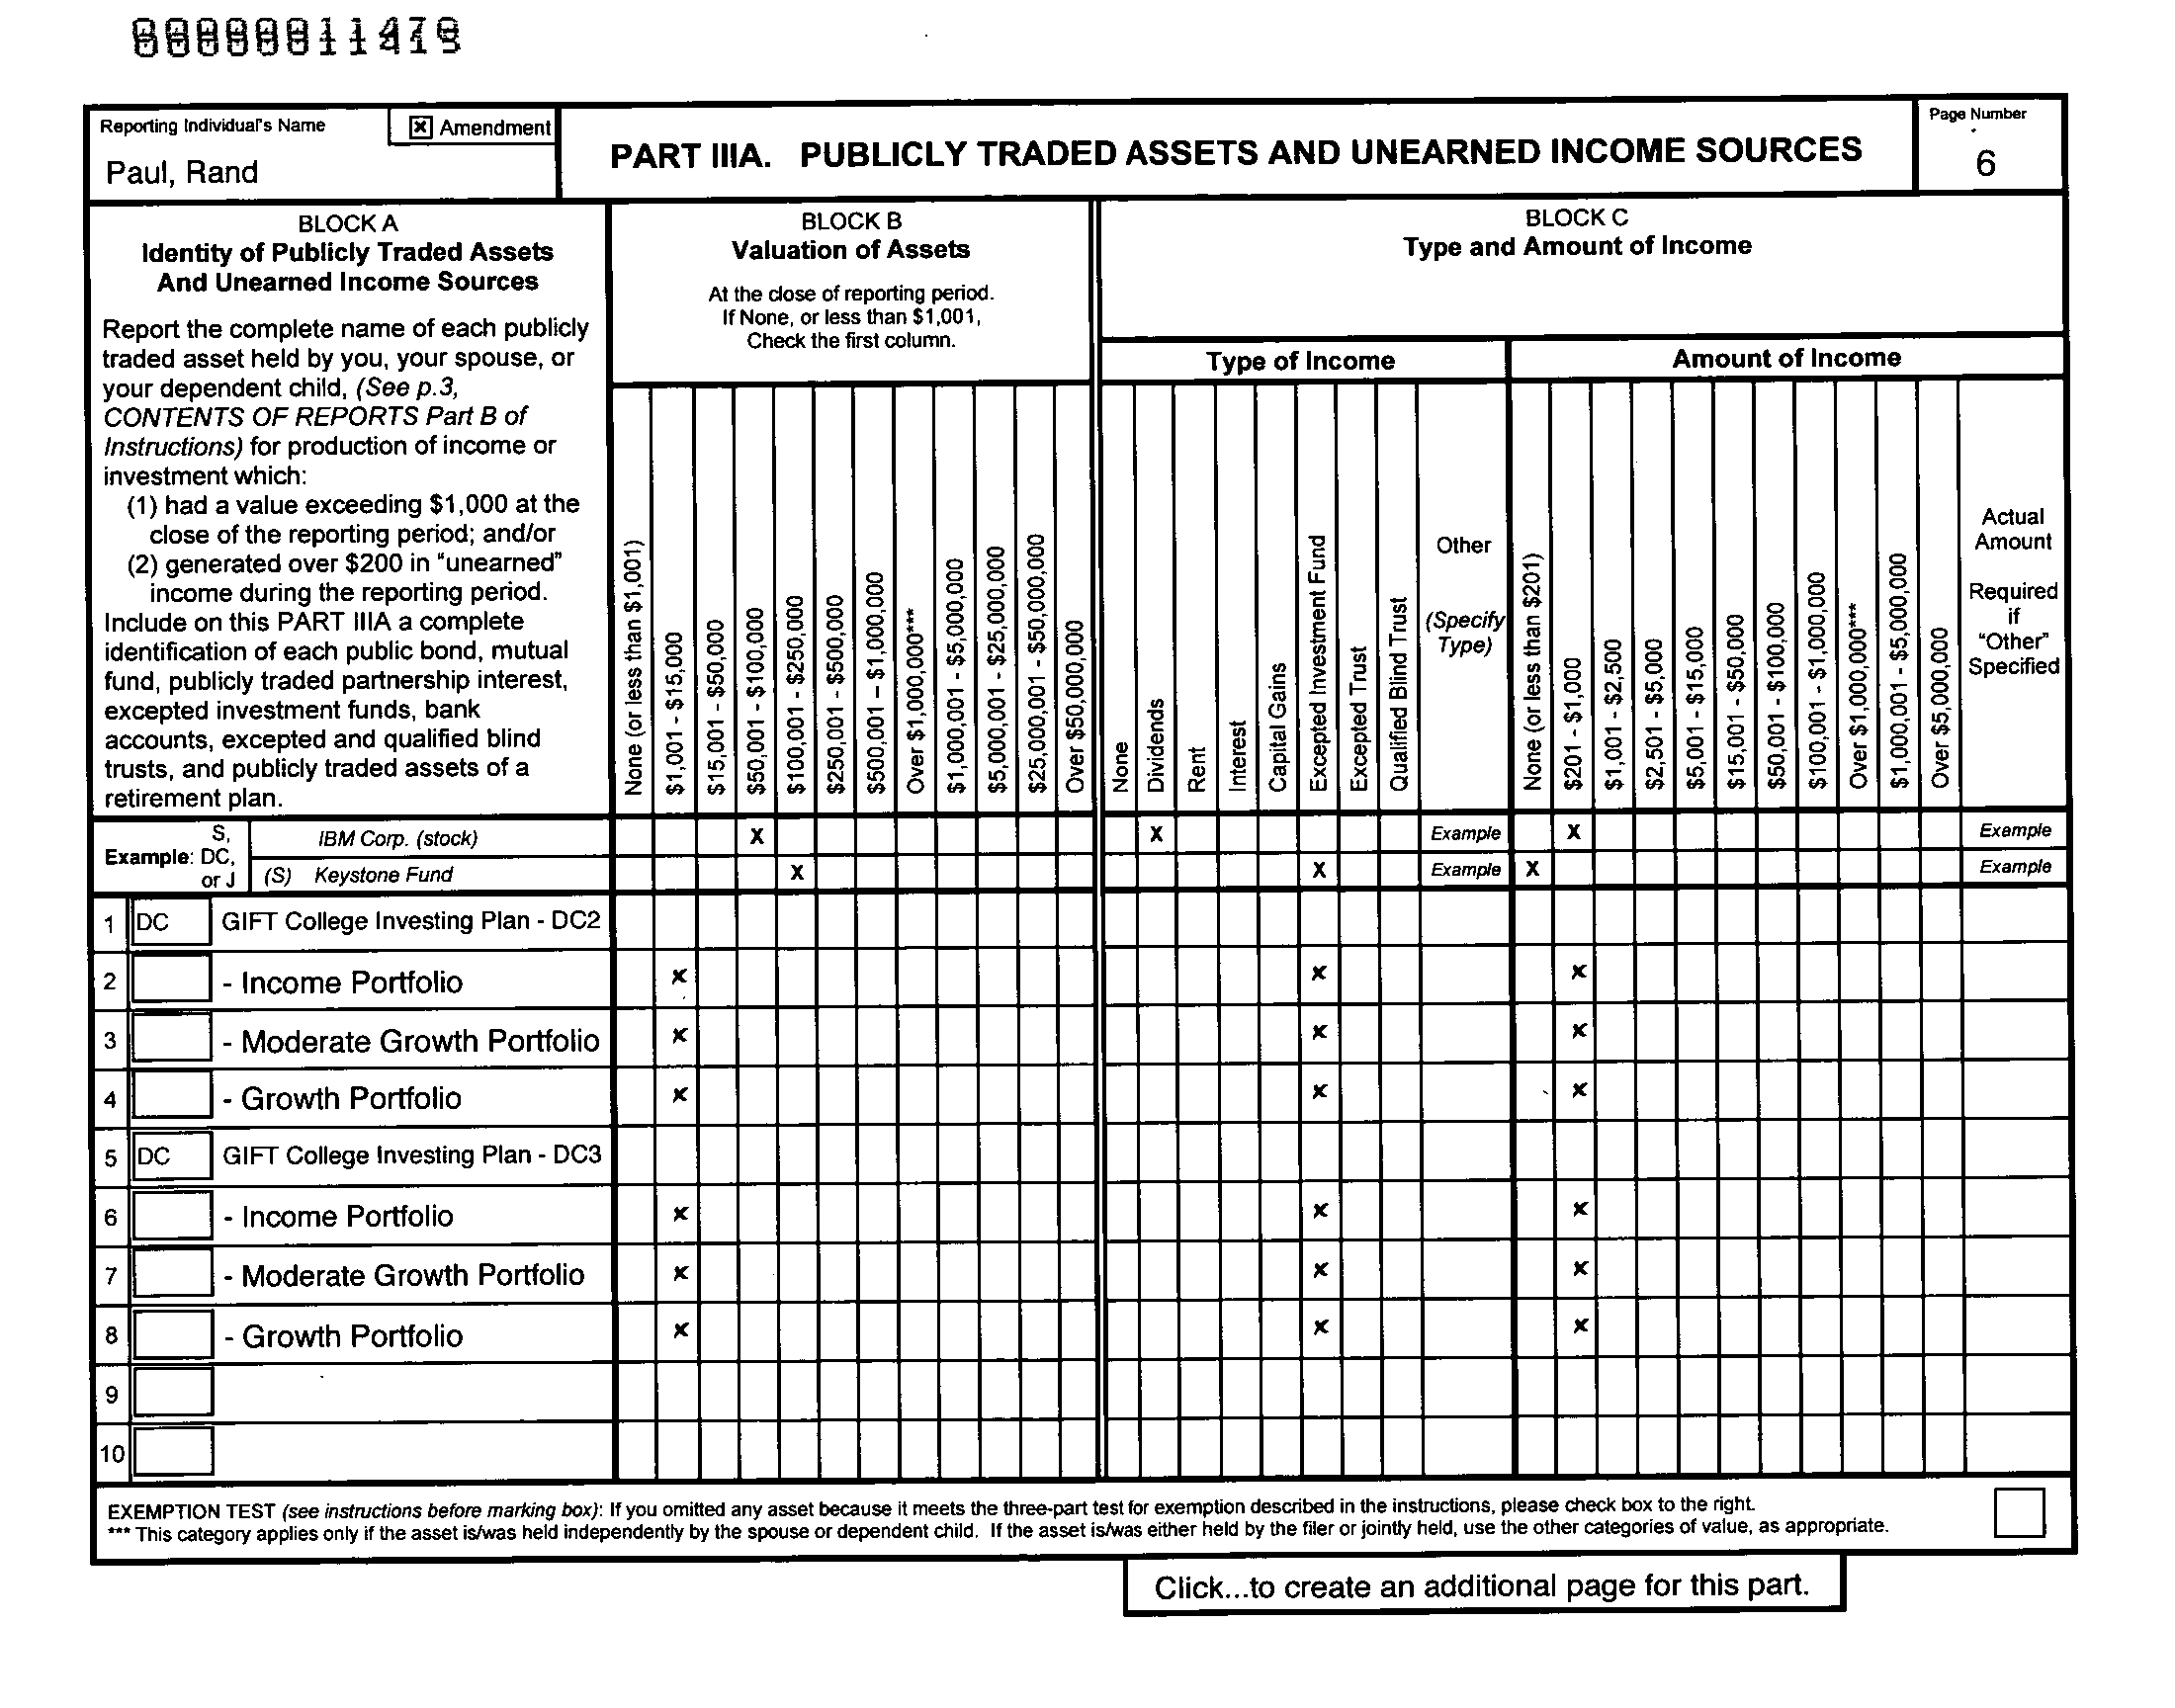 Reporting Individual's Name
x Amendment
Paul, Rand
PART IIIA. PUBLICLY TRADED ASSETS AND UNEARNED INCOME SOURCES
Page Number
6
BLOCK A
Identity of Publicly Traded Assets
And Unearned Income Sources
Report the complete name of each publicly
traded asset held by you, your spouse, or
your dependent child, (See p.3,
CONTENTS OF REPORTS Part B of
Instructions) for production of income or
investment which:
(1) had a value exceeding $1,000 at the
close of the reporting period; and/or
(2) generated over $200 in "unearned"
income during the reporting period.
Include on this PART IIIA a complete
identification of each public bond, mutual
fund, publicly traded partnership interest,
excepted investment funds, bank
accounts, excepted and qualified blind
trusts, and publicly traded assets of a
retirement plan.
BLOCK B
Valuation of Assets
At the close of reporting period.
If None, or less than $1,001,
Check the first column.
None (or less than $1,001)
$1,001 - $15,000
$15,001 - $50,000
$50,001 - $100,000
$100,001 - $250,000
$250,001 - $500,000
$500,001 – $1,000,000
Over $1,000,000***
$1,000,001 - $5,000,000
$5,000,001 - $25,000,000
$25,000,001 - $50,000,000
Over $50,000,000
BLOCK C
Type and Amount of Income
Type of Income
None
Dividends
Rent
Interest
Capital Gains
Excepted Investment Fund
Excepted Trust
Qualified Blind Trust
Other
(Specify
Type)
Amount of Income
None (or less than $201)
$201 - $1,000
$1,001 - $2,500
$2,501 - $5,000
$5,001 - $15,000
$15,001 - $50,000
$50,001 - $100,000
$100,001 - $1,000,000
Over $1,000,000***
$1,000,001 - $5,000,000
Over $5,000,000
Actual
Amount
Required
if
"Other"
Specified
Example: S, DC, or J
IBM Corp. (stock) X X Example X Example
(S) Keystone Fund X X Example X Example
1 DC GIFT College Investing Plan - DC2
2 - Income Portfolio x x x
3 - Moderate Growth Portfolio x x x
4 - Growth Portfolio x x x
5 DC GIFT College Investing Plan - DC3
6 - Income Portfolio x x x
7 - Moderate Growth Portfolio x x x
8 - Growth Portfolio x x x
9
10
EXEMPTION TEST (see instructions before marking box): If you omitted any asset because it meets the three-part test for exemption described in the instructions, please check box to the right.
*** This category applies only if the asset is/was held independently by the spouse or dependent child. If the asset is/was either held by the filer or jointly held, use the other categories of value, as appropriate.
Click...to create an additional page for this part.